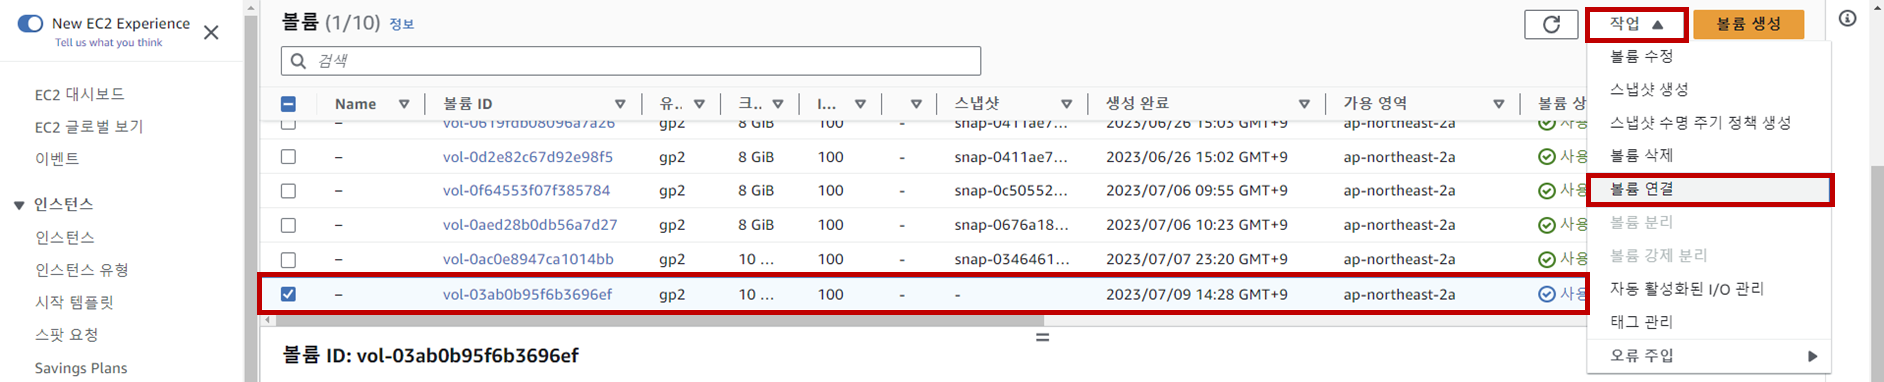 New EC2 Experience
Tell us what you think
EC2 대시보드
EC2 글로벌 보기
이벤트
인스턴스
인스턴스
인스턴스 유형
시작 템플릿
스팟 요청
Savings Plans
볼륨 (1/10) 정보
작업
볼륨 생성
검색
Name 볼륨 ID 유.. 크.. I... 스냅샷 생성 완료 가용 영역 볼륨 상
– vol-0619fdb08096a7a26 gp2 8 GiB 100 - snap-0411ae7... 2023/06/26 15:03 GMT+9 ap-northeast-2a 사용
– vol-0d2e82c67d92e98f5 gp2 8 GiB 100 - snap-0411ae7... 2023/06/26 15:02 GMT+9 ap-northeast-2a 사용
– vol-0f64553f07f385784 gp2 8 GiB 100 - snap-0c50552... 2023/07/06 09:55 GMT+9 ap-northeast-2a 사용
– vol-0aed28b0db56a7d27 gp2 8 GiB 100 - snap-0676a18... 2023/07/06 10:23 GMT+9 ap-northeast-2a 사용
– vol-0ac0e8947ca1014bb gp2 10 ... 100 - snap-0346461... 2023/07/07 23:20 GMT+9 ap-northeast-2a 사용
– vol-03ab0b95f6b3696ef gp2 10 ... 100 - - 2023/07/09 14:28 GMT+9 ap-northeast-2a 사용
볼륨 ID: vol-03ab0b95f6b3696ef
볼륨 수정
스냅샷 생성
스냅샷 수명 주기 정책 생성
볼륨 삭제
볼륨 연결
볼륨 분리
볼륨 강제 분리
자동 활성화된 I/O 관리
태그 관리
오류 주입